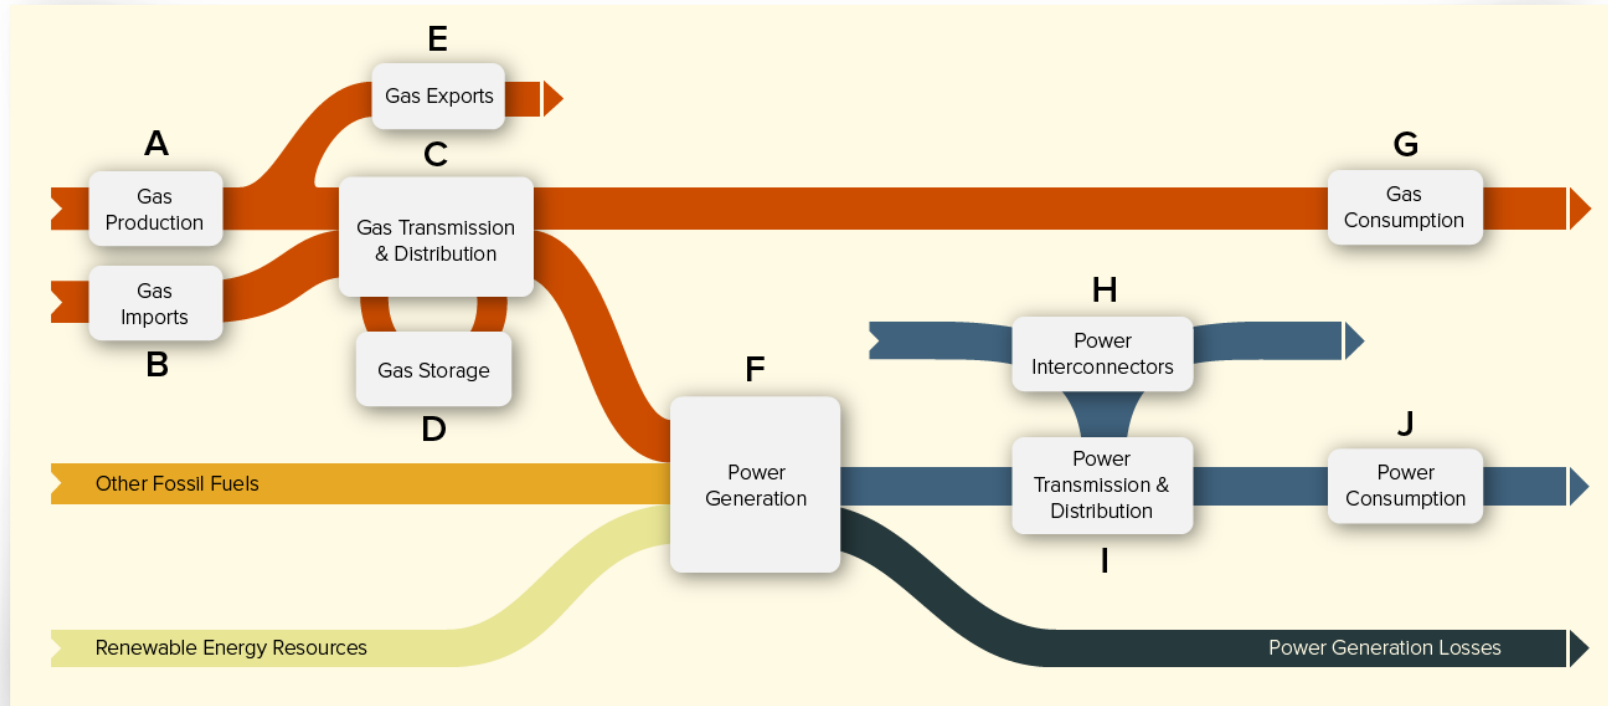 E
Gas Exports
A
Gas
Production
C
Gas Transmission
& Distribution
G
Gas
Consumption
Gas
Imports
B
Gas Storage
D
H
Power
Interconnectors
F
Power
Generation
Other Fossil Fuels
Power
Transmission &
Distribution
I
J
Power
Consumption
Renewable Energy Resources
Power Generation Losses